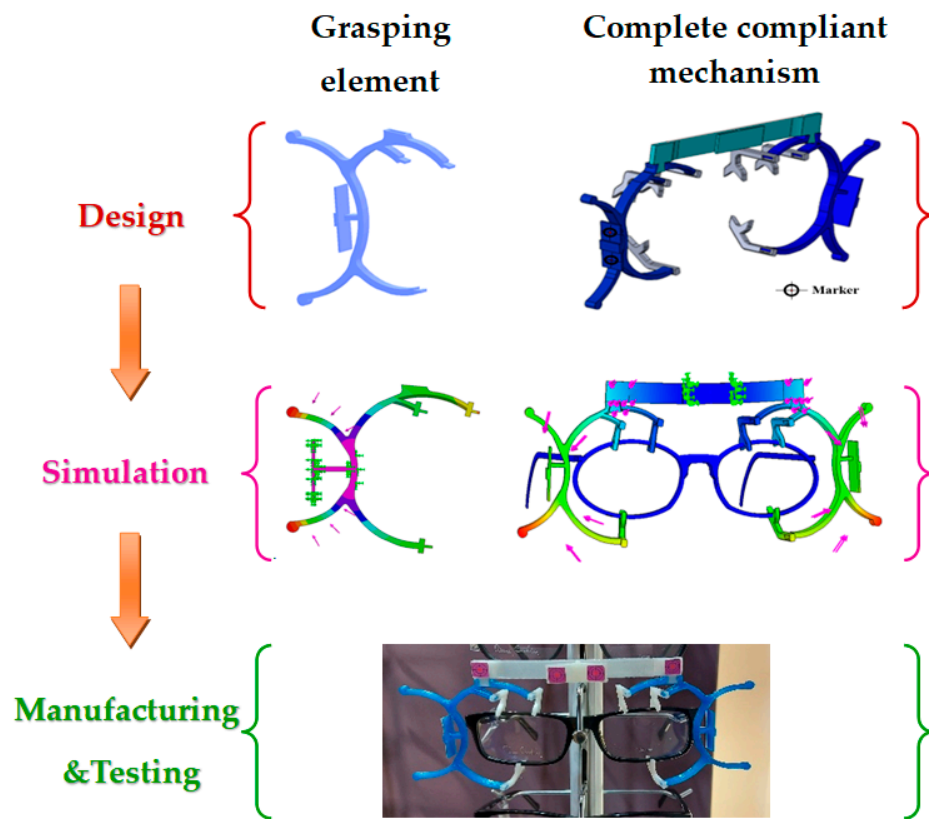 Grasping
element
Complete compliant
mechanism
Design
Marker
Simulation
Manufacturing
&Testing